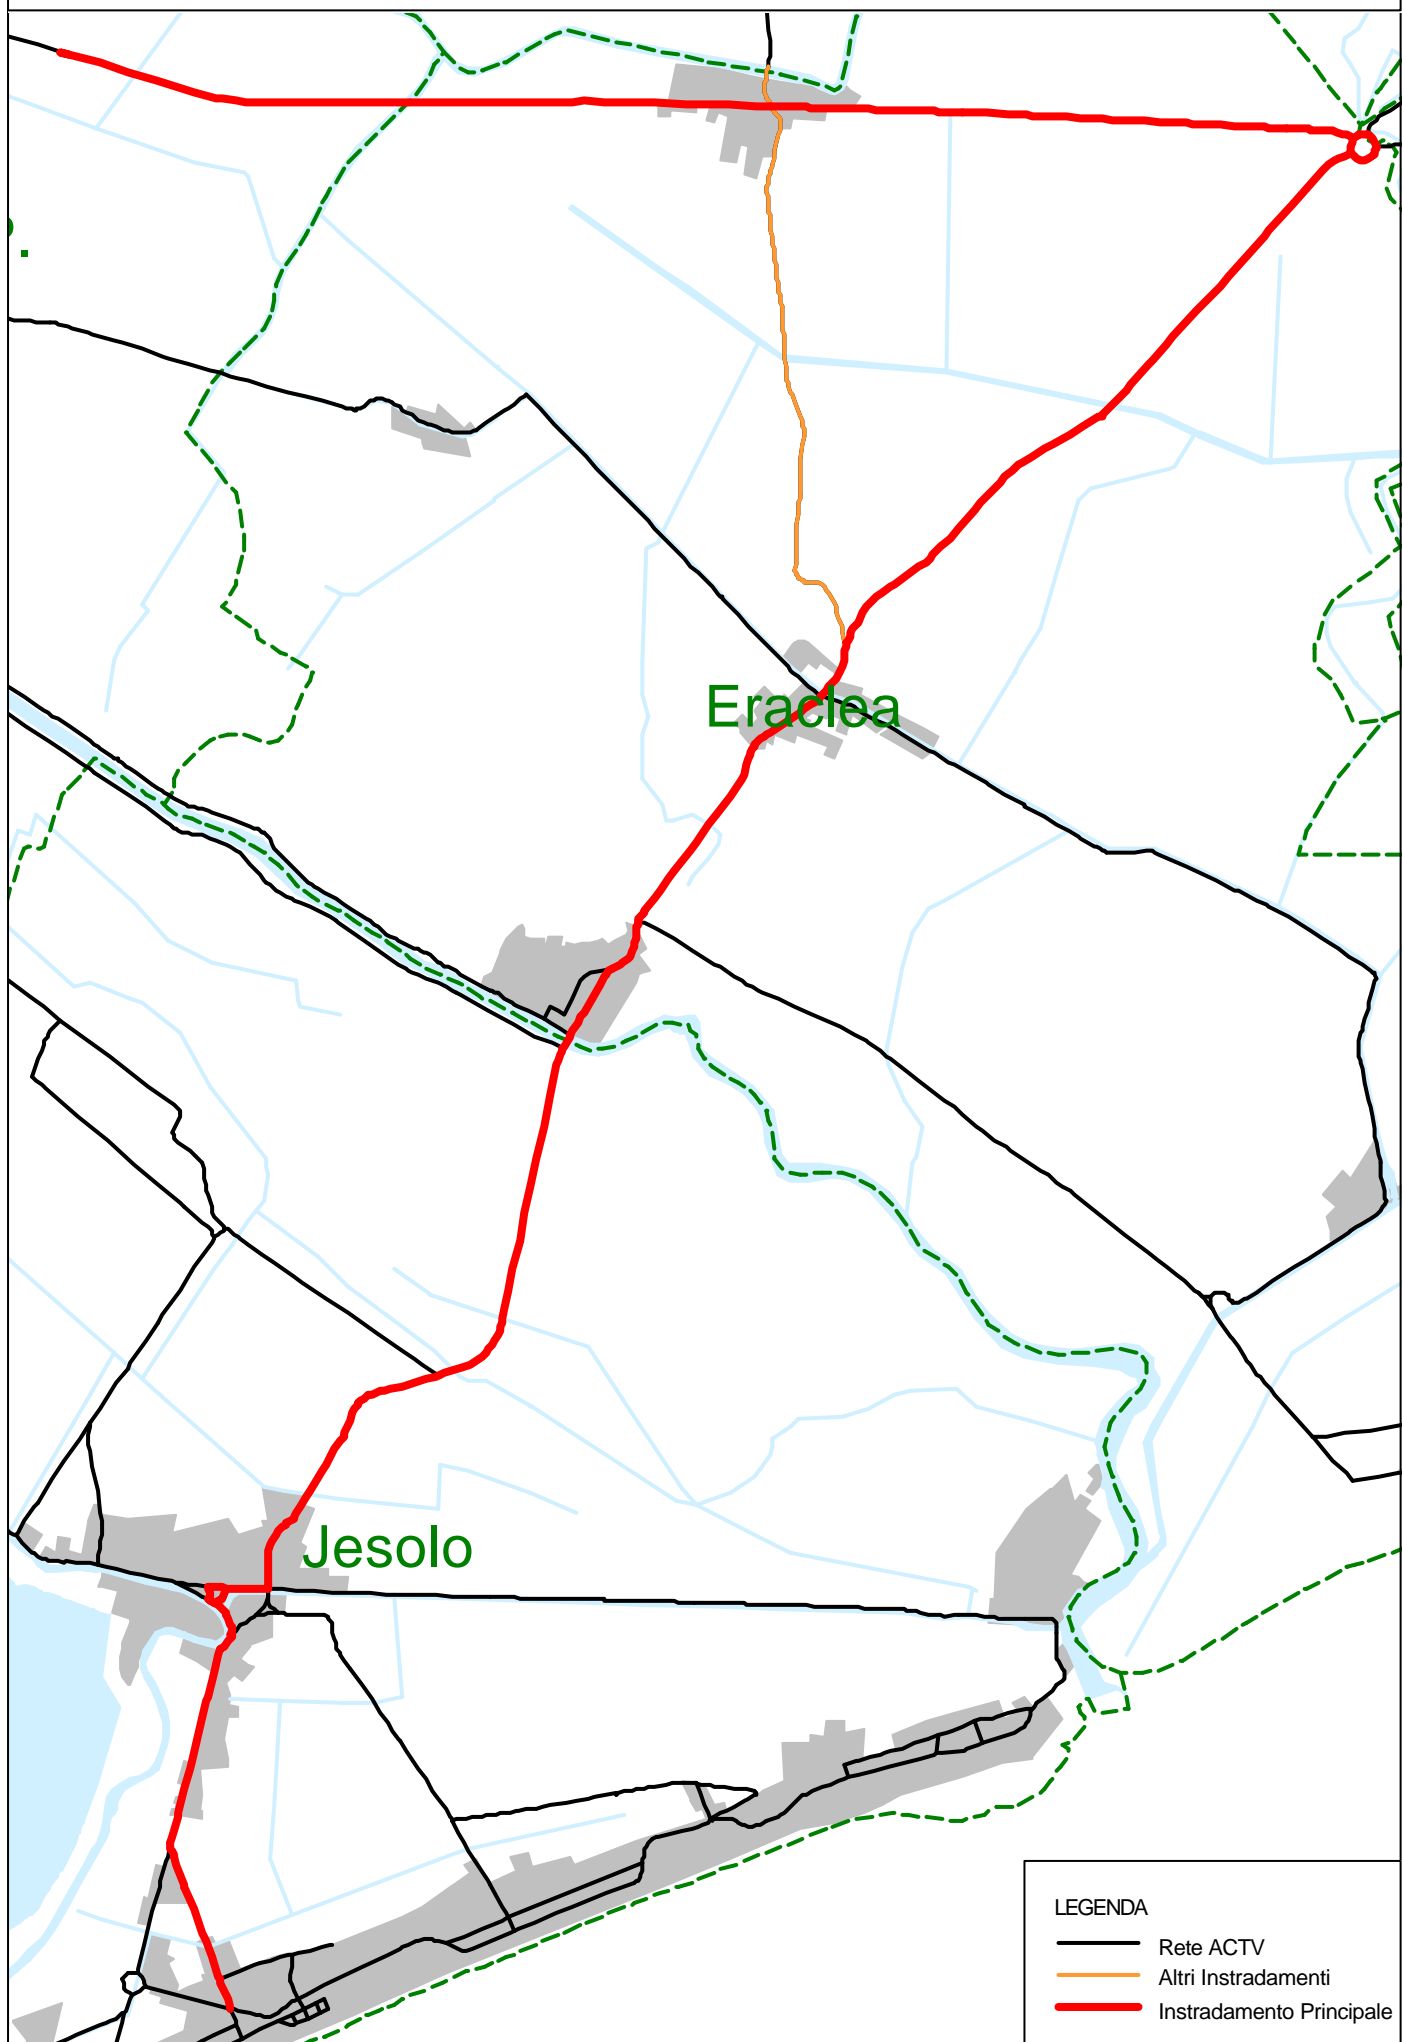 Eraclea
Jesolo
LEGENDA
Rete ACTV
Altri Instradamenti
Instradamento Principale